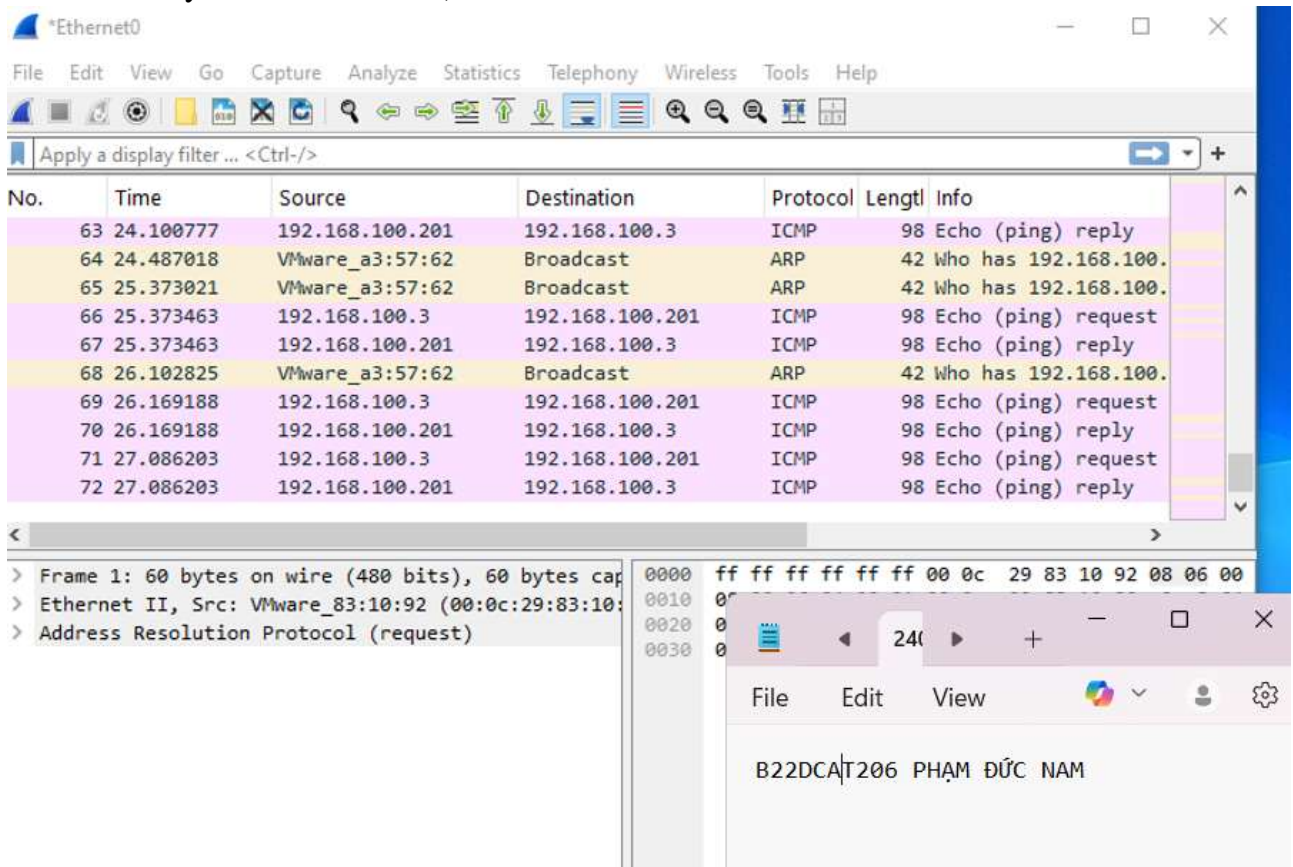 *Ethernet0
File Edit View Go Capture Analyze Statistics Telephony Wireless Tools Help
Apply a display filter ... <Ctrl-/>
No. Time Source Destination Protocol Lengtl Info
63 24.100777 192.168.100.201 192.168.100.3 ICMP 98 Echo (ping) reply
64 24.487018 VMware_a3:57:62 Broadcast ARP 42 Who has 192.168.100.
65 25.373021 VMware_a3:57:62 Broadcast ARP 42 Who has 192.168.100.
66 25.373463 192.168.100.3 192.168.100.201 ICMP 98 Echo (ping) request
67 25.373463 192.168.100.201 192.168.100.3 ICMP 98 Echo (ping) reply
68 26.102825 VMware_a3:57:62 Broadcast ARP 42 Who has 192.168.100.
69 26.169188 192.168.100.3 192.168.100.201 ICMP 98 Echo (ping) request
70 26.169188 192.168.100.201 192.168.100.3 ICMP 98 Echo (ping) reply
71 27.086203 192.168.100.3 192.168.100.201 ICMP 98 Echo (ping) request
72 27.086203 192.168.100.201 192.168.100.3 ICMP 98 Echo (ping) reply
Frame 1: 60 bytes on wire (480 bits), 60 bytes cap
Ethernet II, Src: VMware_83:10:92 (00:0c:29:83:10:
Address Resolution Protocol (request)
0000 ff ff ff ff ff ff 00 0c 29 83 10 92 08 06 00
0010
0020
0030
240
File Edit View
B22DCAT206 PHẠM ĐỨC NAM